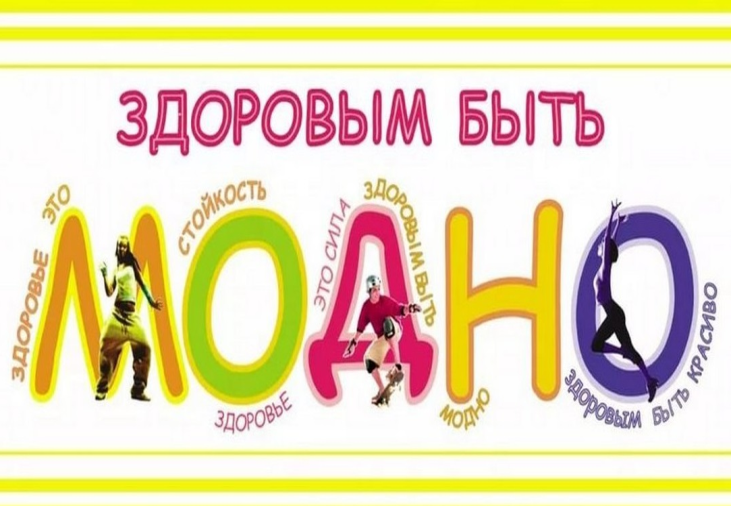 ЗДОРОВЫМ БЫТЬ
МОДНО
ЗДОРОВЬЕ ЭТО
СТОЙКОСТЬ
ЗДОРОВЬЕ
ЭТО СИЛА
ЗДОРОВЫМ БЫТЬ
МОДНО
ЗДОРОВЫМ БЫТЬ КРАСИВО